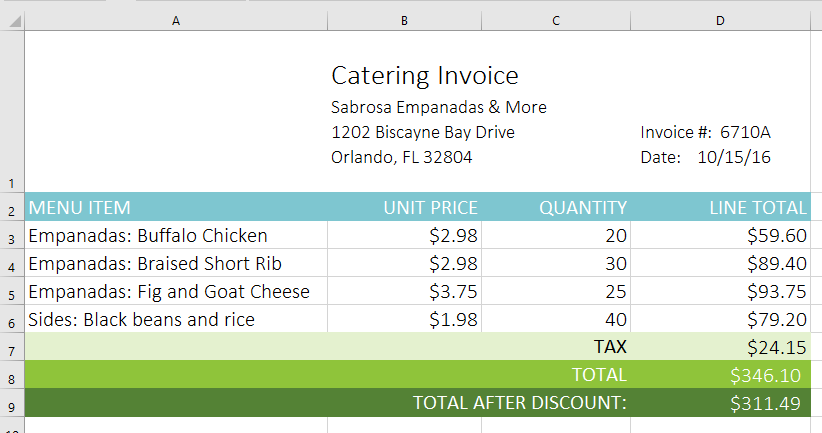 A B C D
1
Catering Invoice
Sabrosa Empanadas & More
1202 Biscayne Bay Drive Invoice #: 6710A
Orlando, FL 32804 Date: 10/15/16
2 MENU ITEM UNIT PRICE QUANTITY LINE TOTAL
3 Empanadas: Buffalo Chicken $2.98 20 $59.60
4 Empanadas: Braised Short Rib $2.98 30 $89.40
5 Empanadas: Fig and Goat Cheese $3.75 25 $93.75
6 Sides: Black beans and rice $1.98 40 $79.20
7 TAX $24.15
8 TOTAL $346.10
9 TOTAL AFTER DISCOUNT: $311.49